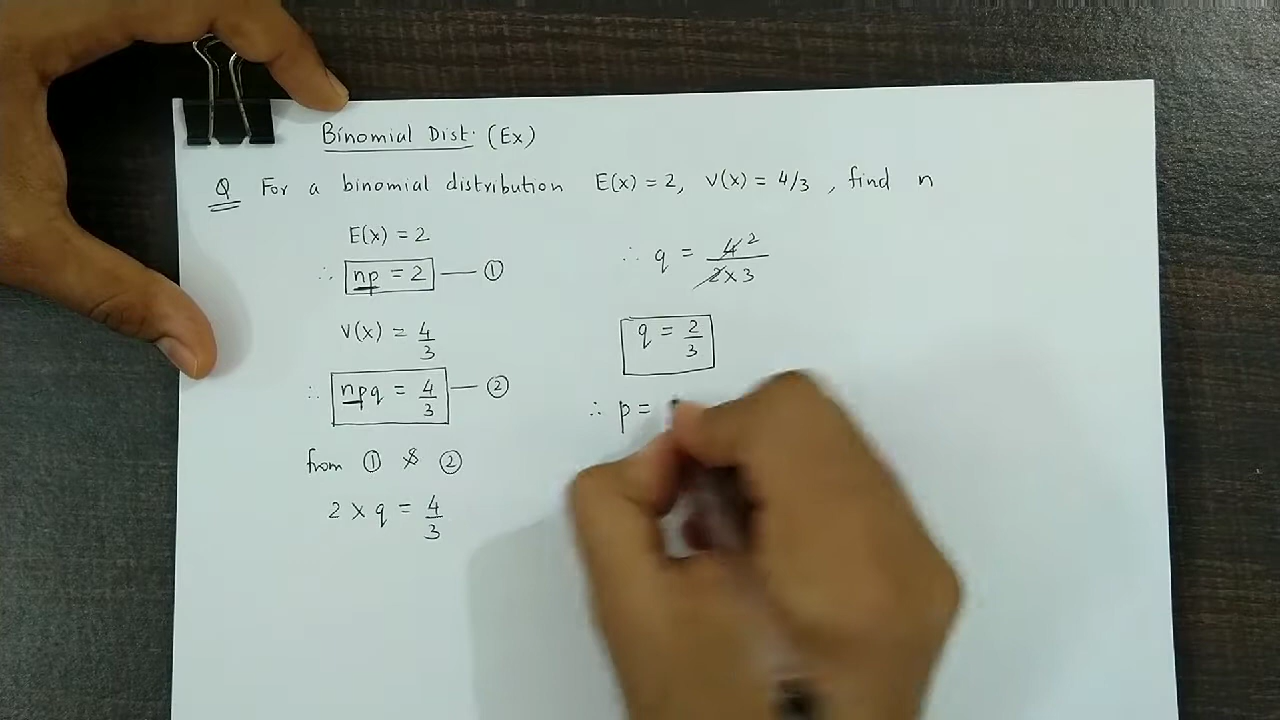 Binomial Dist. (Ex)
Q For a binomial distribution E(x) = 2, V(x) = 4/3 , find n
E(x) = 2
∴ np = 2 — ①
V(x) = 4/3
∴ npq = 4/3 — ②
from ① & ②
2 × q = 4/3
∴ q = 4 2 / 2×3
q = 2/3
∴ p =